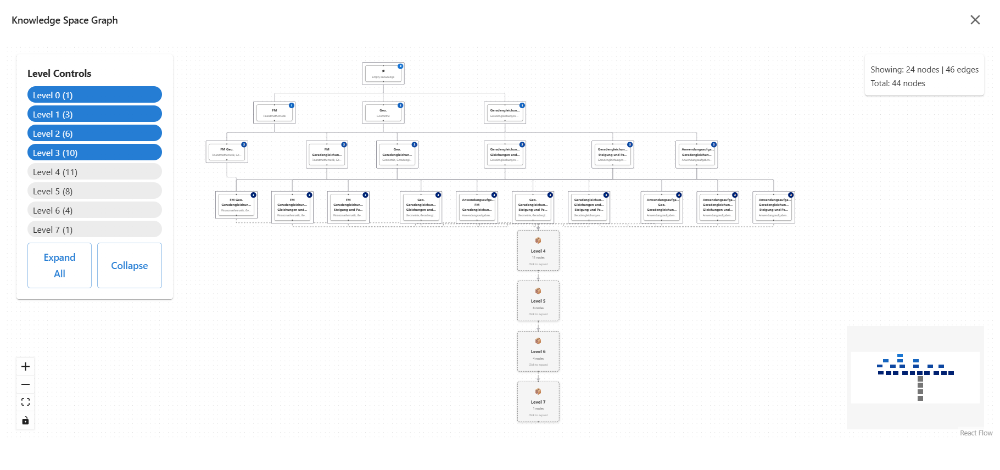 Knowledge Space Graph
Level Controls
Level 0 (1)
Level 1 (3)
Level 2 (6)
Level 3 (10)
Level 4 (11)
Level 5 (8)
Level 6 (4)
Level 7 (1)
Expand
All
Collapse
Showing: 24 nodes | 46 edges
Total: 44 nodes
0
Empty Knowledge
1
FM
Finanzmathematik
1
Geo.
Geometrie
1
Geradengleichun...
Geradengleichungen...
2
FM Geo.
Finanzmathematik, Ge...
2
FM
Geradengleichun...
Finanzmathematik, Ge...
2
Geo.
Geradengleichun...
Geometrie, Geradengl...
2
Geradengleichun...
Gleichungen und...
Geradengleichungen...
2
Geradengleichun...
Steigung und Pa...
Geradengleichungen...
2
Anwendungsaufga...
Geradengleichun...
Anwendungsaufgaben...
3
FM Geo.
Geradengleichun...
Finanzmathematik, Ge...
3
FM
Geradengleichun...
Gleichungen und...
Finanzmathematik, Ge...
3
FM
Geradengleichun...
Steigung und Pa...
Finanzmathematik, Ge...
3
Geo.
Geradengleichun...
Gleichungen und...
Geometrie, Geradengl...
3
Anwendungsaufga...
FM
Geradengleichun...
Anwendungsaufgaben...
3
Geo.
Geradengleichun...
Steigung und Pa...
Geometrie, Geradengl...
3
Geradengleichun...
Gleichungen und...
Steigung und Pa...
Geradengleichungen...
3
Anwendungsaufga...
Geo.
Geradengleichun...
Anwendungsaufgaben...
3
Anwendungsaufga...
Geradengleichun...
Gleichungen und...
Anwendungsaufgaben...
3
Anwendungsaufga...
Geradengleichun...
Steigung und Pa...
Anwendungsaufgaben...
Level 4
11 nodes
Click to expand
Level 5
8 nodes
Click to expand
Level 6
4 nodes
Click to expand
Level 7
1 nodes
Click to expand
React Flow